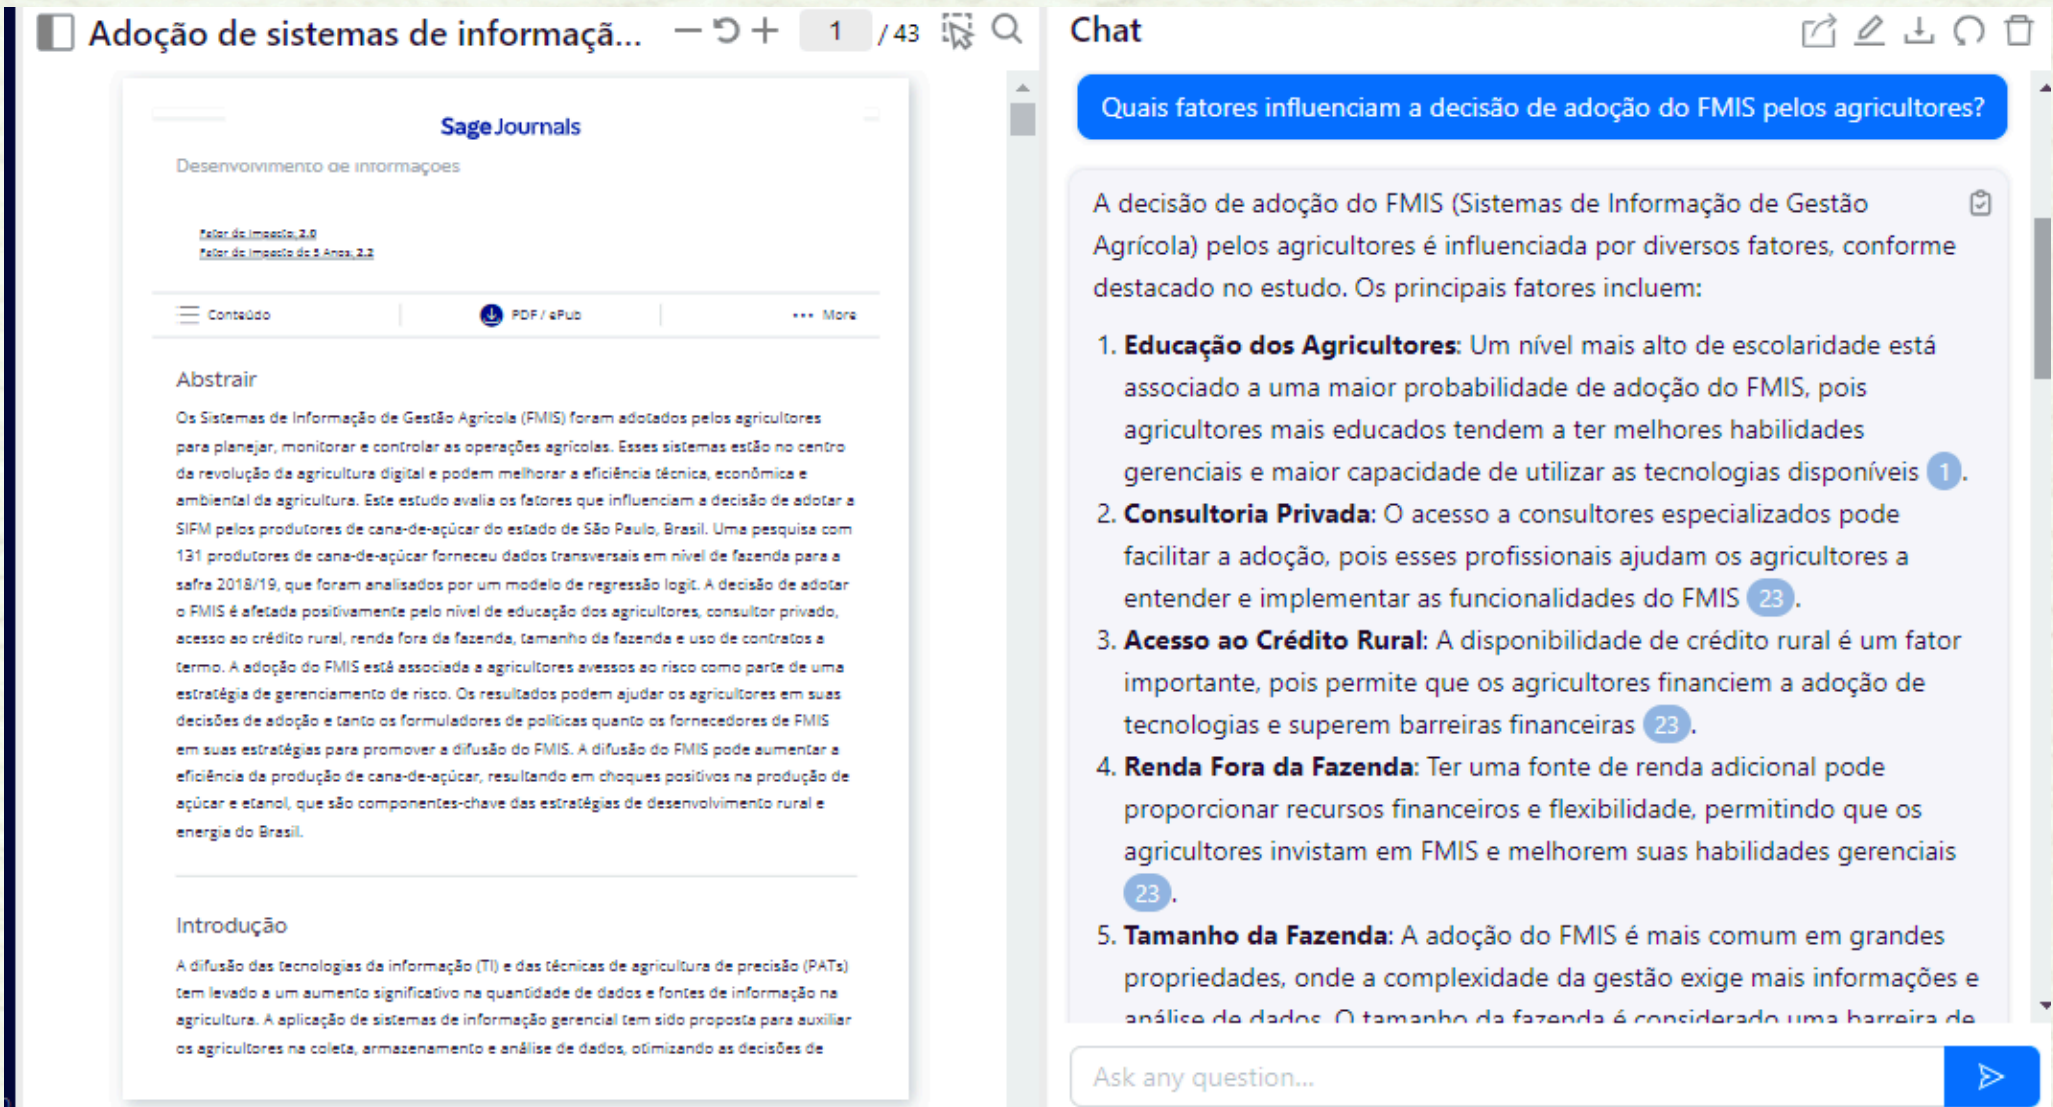 Adoção de sistemas de informaçã...
1 / 43
Sage Journals
Desenvolvimento de Informações
Fator de Impacto: 2.0
Fator de Impacto de 5 Anos: 2.2
Conteúdo
PDF / ePub
More
Abstrair
Os Sistemas de Informação de Gestão Agrícola (FMIS) foram adotados pelos agricultores
para planejar, monitorar e controlar as operações agrícolas. Esses sistemas estão no centro
da revolução da agricultura digital e podem melhorar a eficiência técnica, econômica e
ambiental da agricultura. Este estudo avalia os fatores que influenciam a decisão de adotar a
SIFM pelos produtores de cana-de-açúcar do estado de São Paulo, Brasil. Uma pesquisa com
131 produtores de cana-de-açúcar forneceu dados transversais em nível de fazenda para a
safra 2018/19, que foram analisados por um modelo de regressão logit. A decisão de adotar
o FMIS é afetada positivamente pelo nível de educação dos agricultores, consultor privado,
acesso ao crédito rural, renda fora da fazenda, tamanho da fazenda e uso de contratos a
termo. A adoção do FMIS está associada a agricultores avessos ao risco como parte de uma
estratégia de gerenciamento de risco. Os resultados podem ajudar os agricultores em suas
decisões de adoção e tanto os formuladores de políticas quanto os fornecedores de FMIS
em suas estratégias para promover a difusão do FMIS. A difusão do FMIS pode aumentar a
eficiência da produção de cana-de-açúcar, resultando em choques positivos na produção de
açúcar e etanol, que são componentes-chave das estratégias de desenvolvimento rural e
energia do Brasil.
Introdução
A difusão das tecnologias da informação (TI) e das técnicas de agricultura de precisão (PATs)
tem levado a um aumento significativo na quantidade de dados e fontes de informação na
agricultura. A aplicação de sistemas de informação gerencial tem sido proposta para auxiliar
os agricultores na coleta, armazenamento e análise de dados, otimizando as decisões de
Chat
Quais fatores influenciam a decisão de adoção do FMIS pelos agricultores?
A decisão de adoção do FMIS (Sistemas de Informação de Gestão
Agrícola) pelos agricultores é influenciada por diversos fatores, conforme
destacado no estudo. Os principais fatores incluem:
1. Educação dos Agricultores: Um nível mais alto de escolaridade está
associado a uma maior probabilidade de adoção do FMIS, pois
agricultores mais educados tendem a ter melhores habilidades
gerenciais e maior capacidade de utilizar as tecnologias disponíveis 1.
2. Consultoria Privada: O acesso a consultores especializados pode
facilitar a adoção, pois esses profissionais ajudam os agricultores a
entender e implementar as funcionalidades do FMIS 23.
3. Acesso ao Crédito Rural: A disponibilidade de crédito rural é um fator
importante, pois permite que os agricultores financiem a adoção de
tecnologias e superem barreiras financeiras 23.
4. Renda Fora da Fazenda: Ter uma fonte de renda adicional pode
proporcionar recursos financeiros e flexibilidade, permitindo que os
agricultores invistam em FMIS e melhorem suas habilidades gerenciais
23.
5. Tamanho da Fazenda: A adoção do FMIS é mais comum em grandes
propriedades, onde a complexidade da gestão exige mais informações e
análise de dados. O tamanho da fazenda é considerado uma barreira de
Ask any question...